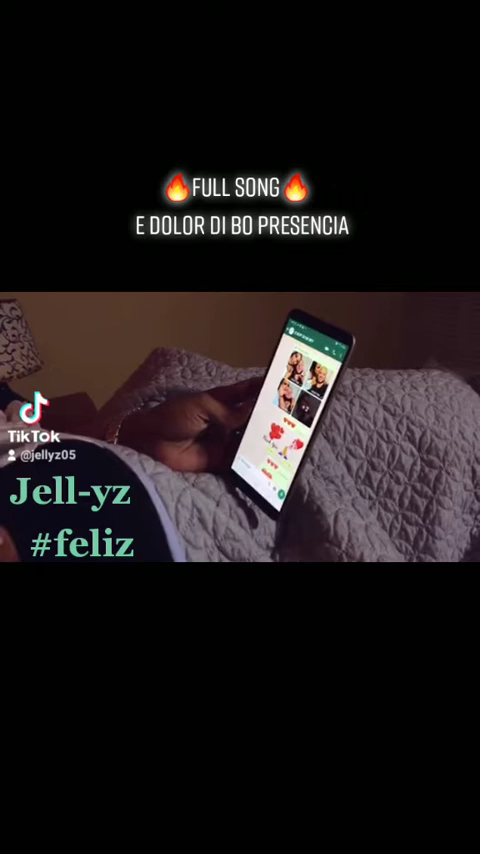 🔥FULL SONG🔥
E DOLOR DI BO PRESENCIA
TikTok
@jellyz05
Jell-yz
#feliz